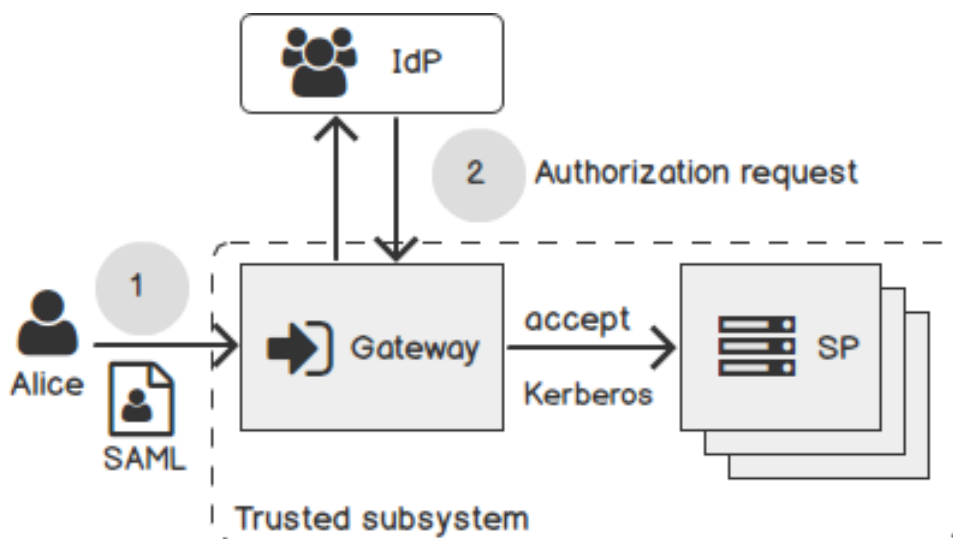 IdP
2 Authorization request
1
Alice
SAML
Gateway
accept
Kerberos
SP
Trusted subsystem